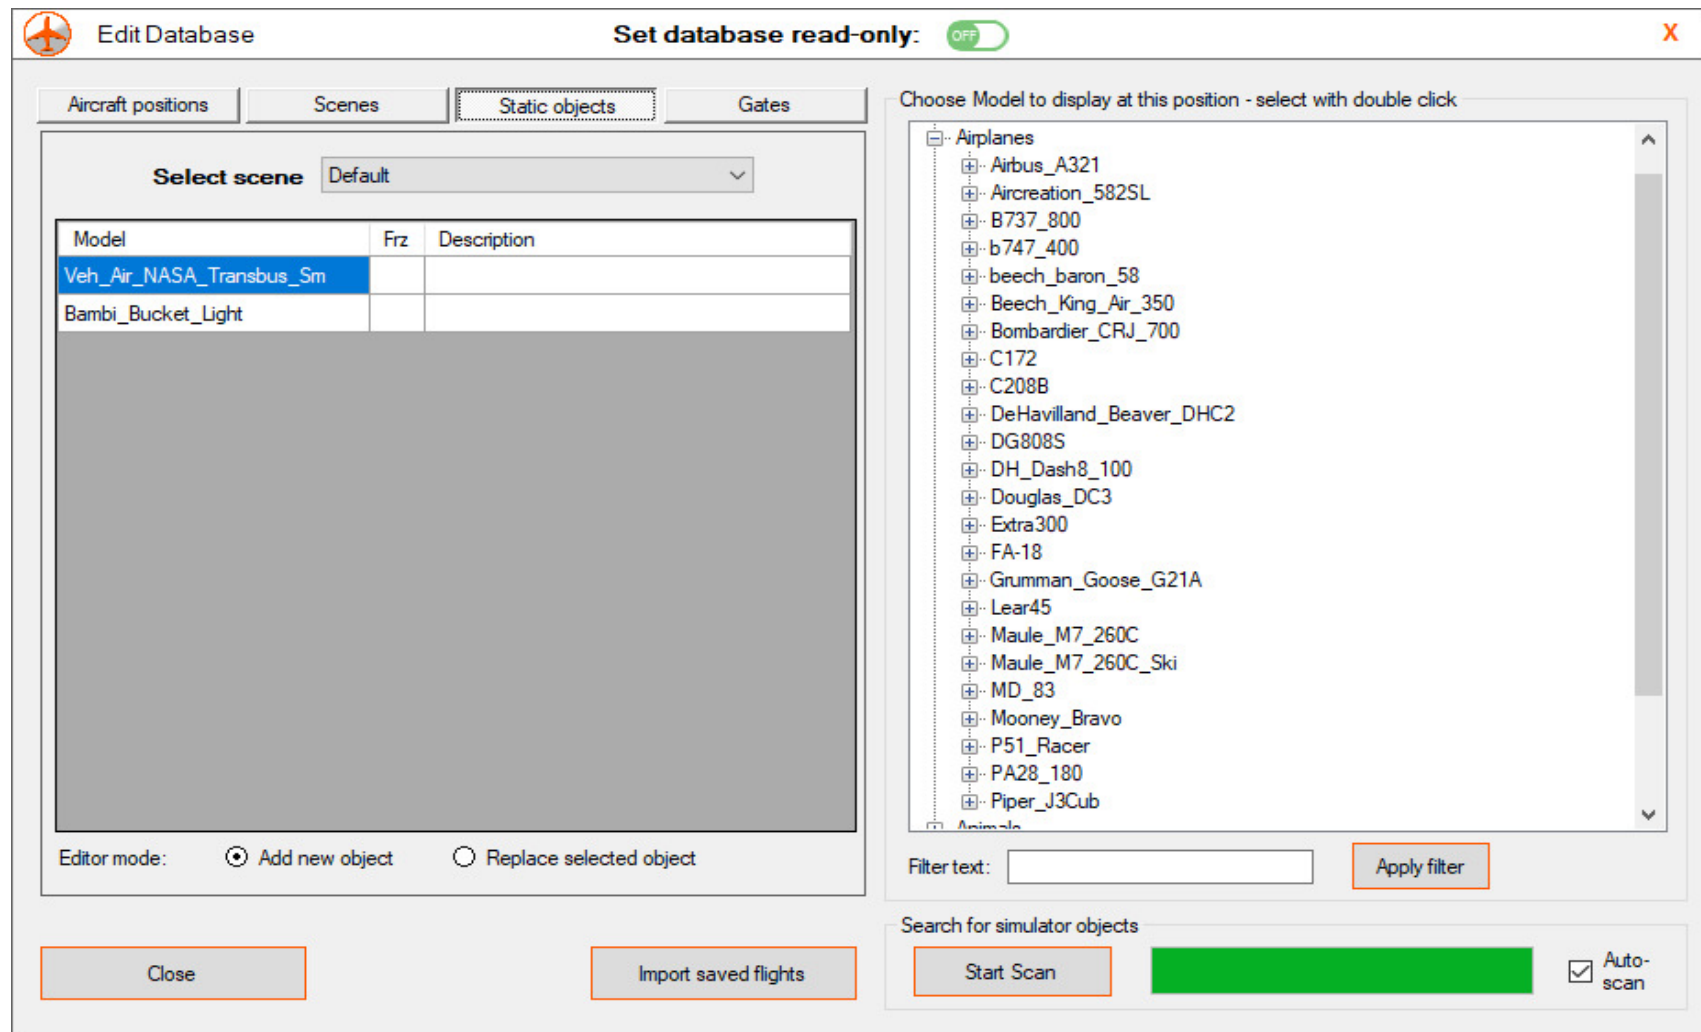 Edit Database
Set database read-only:
OFF
X
Aircraft positions
Scenes
Static objects
Gates
Select scene
Default
Model
Frz
Description
Veh_Air_NASA_Transbus_Sm
Bambi_Bucket_Light
Editor mode:
Add new object
Replace selected object
Close
Import saved flights
Choose Model to display at this position - select with double click
Airplanes
Airbus_A321
Aircreation_582SL
B737_800
b747_400
beech_baron_58
Beech_King_Air_350
Bombardier_CRJ_700
C172
C208B
DeHavilland_Beaver_DHC2
DG808S
DH_Dash8_100
Douglas_DC3
Extra300
FA-18
Grumman_Goose_G21A
Lear45
Maule_M7_260C
Maule_M7_260C_Ski
MD_83
Mooney_Bravo
P51_Racer
PA28_180
Piper_J3Cub
Animals
Filter text:
Apply filter
Search for simulator objects
Start Scan
Auto-
scan